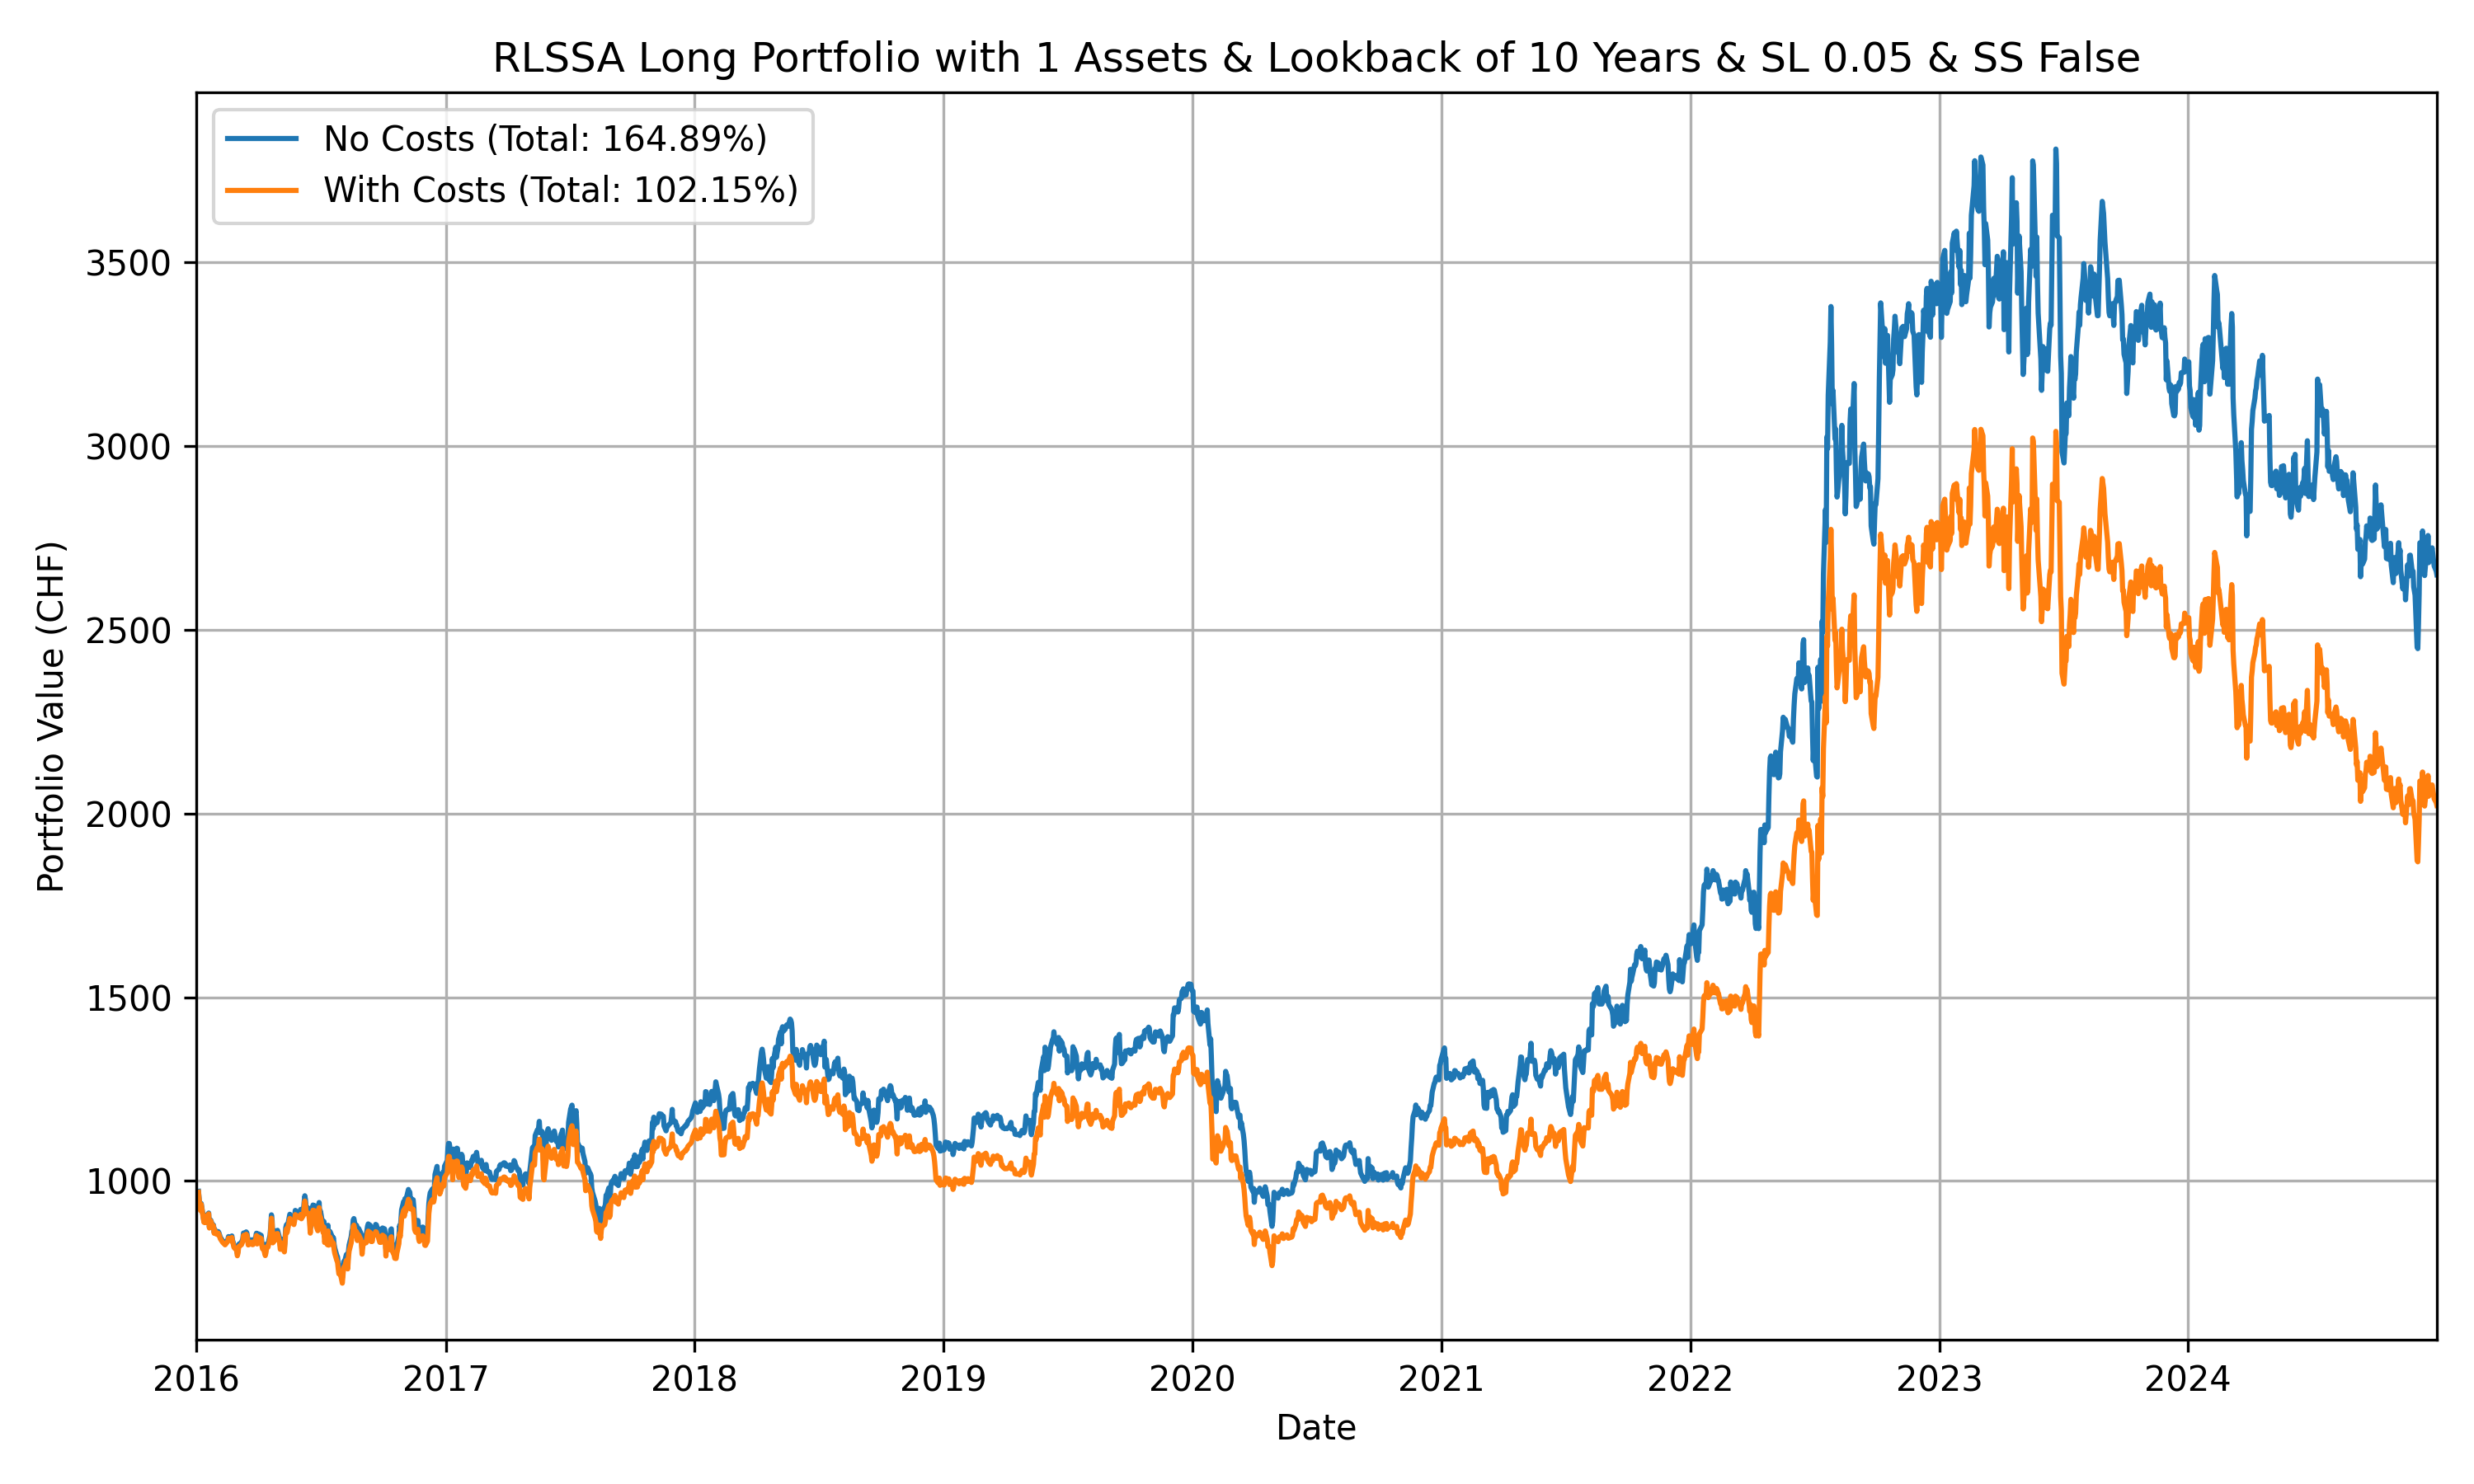 RLSSA Long Portfolio with 1 Assets & Lookback of 10 Years & SL 0.05 & SS False
No Costs (Total: 164.89%)
With Costs (Total: 102.15%)
Portfolio Value (CHF)
3500
3000
2500
2000
1500
1000
2016 2017 2018 2019 2020 2021 2022 2023 2024
Date